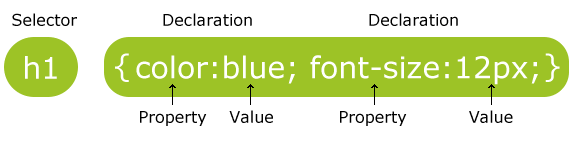 Selector Declaration Declaration
h1 {color:blue; font-size:12px;}
Property Value Property Value